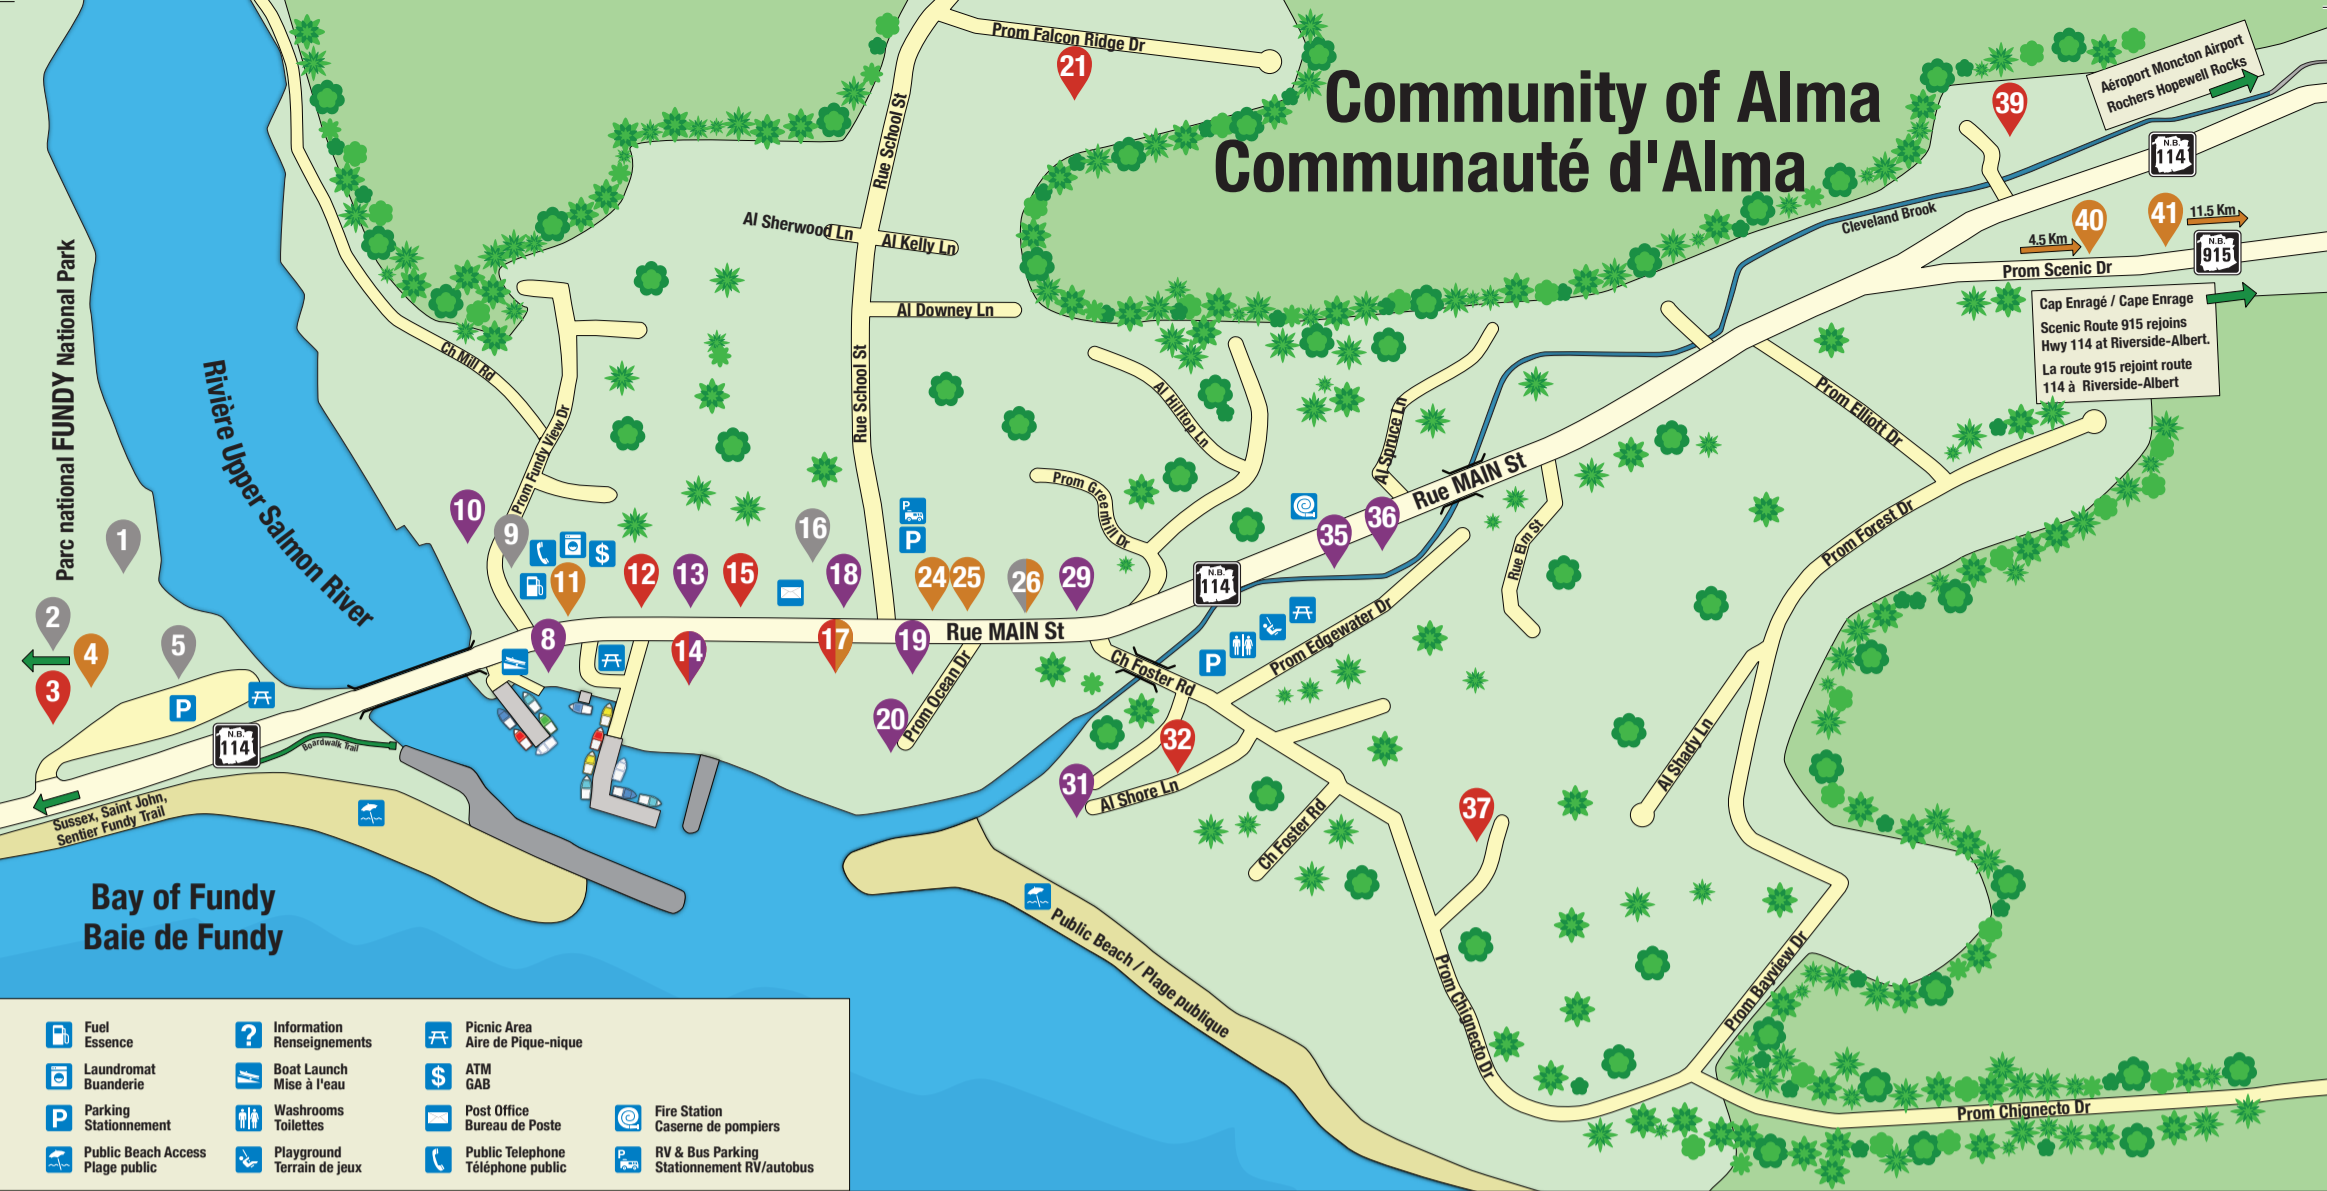 Community of Alma
Communauté d'Alma
Prom Falcon Ridge Dr
21
Rue School St
Al Sherwood Ln
Al Kelly Ln
Al Downey Ln
Rue School St
39
Aéroport Moncton Airport
Rochers Hopewell Rocks
N.B.
114
Cleveland Brook
40
41
11.5 Km
4.5 Km
N.B.
915
Prom Scenic Dr
Cap Enragé / Cape Enrage
Scenic Route 915 rejoins
Hwy 114 at Riverside-Albert.
La route 915 rejoint route
114 à Riverside-Albert
Parc national FUNDY National Park
Rivière Upper Salmon River
Ch Mill Rd
Prom Fundy View Dr
Al Hilltop Ln
Prom Greenhill Dr
Al Spruce Ln
Rue MAIN St
Rue Elm St
Prom Elliott Dr
Prom Forest Dr
1
2
3
4
5
10
9
P
$
11
12
13
15
16
18
P
P
24
25
26
29
35
36
8
14
17
19
20
Rue MAIN St
N.B.
114
Prom Ocean Dr
Ch Foster Rd
P
Prom Edgewater Dr
31
32
Al Shore Ln
Ch Foster Rd
37
Al Shady Ln
P
N.B.
114
Boardwalk Trail
Sussex, Saint John,
Sentier Fundy Trail
Bay of Fundy
Baie de Fundy
Public Beach / Plage publique
Prom Chignecto Dr
Prom Bayview Dr
Prom Chignecto Dr
Fuel
Essence
Laundromat
Buanderie
P
Parking
Stationnement
Public Beach Access
Plage public
?
Information
Renseignements
Boat Launch
Mise à l'eau
Washrooms
Toilettes
Playground
Terrain de jeux
Picnic Area
Aire de Pique-nique
$
ATM
GAB
Post Office
Bureau de Poste
Public Telephone
Téléphone public
Fire Station
Caserne de pompiers
P
RV & Bus Parking
Stationnement RV/autobus